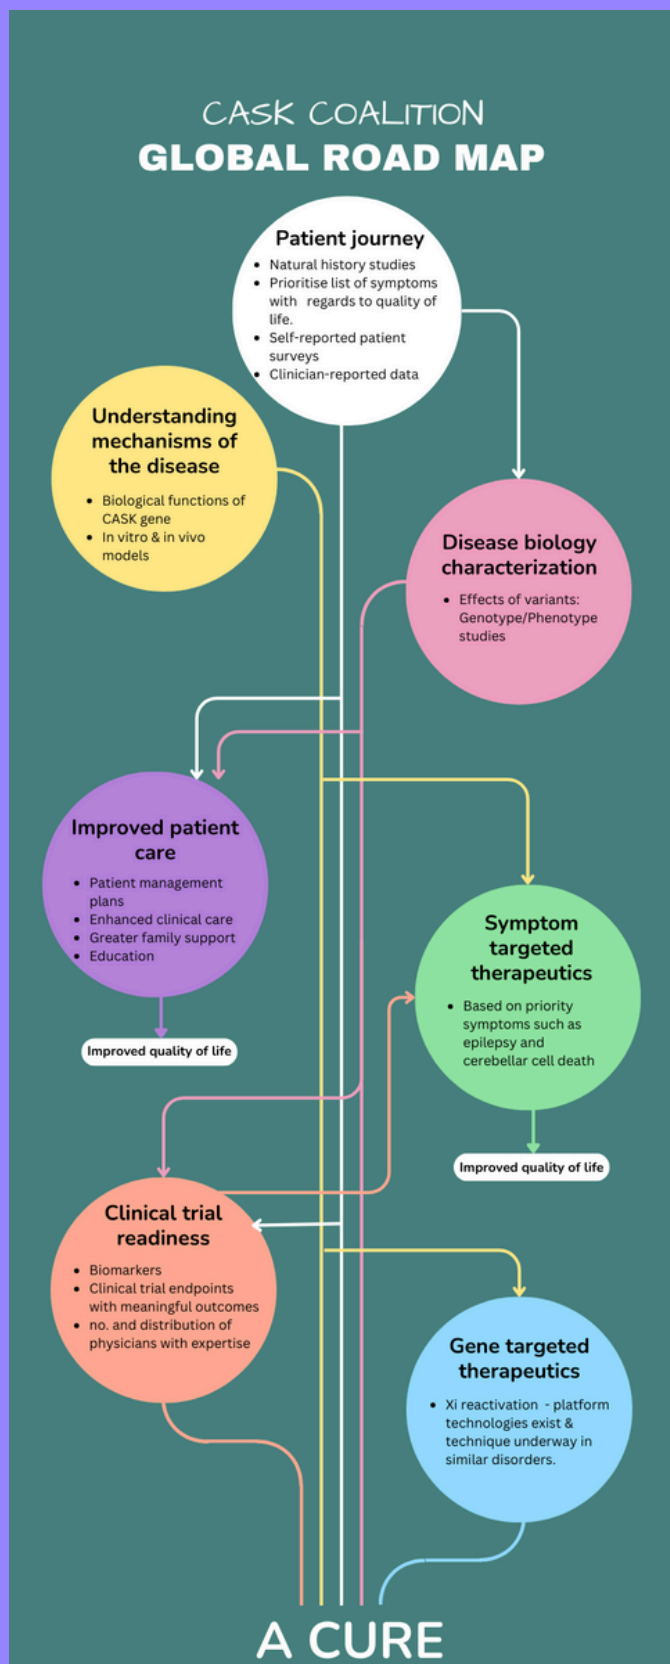 CASK COALITION
GLOBAL ROAD MAP
Patient journey
• Natural history studies
• Prioritise list of symptoms
with regards to quality of
life.
• Self-reported patient
surveys
• Clinician-reported data
Understanding
mechanisms of
the disease
• Biological functions of
CASK gene
• In vitro & in vivo
models
Disease biology
characterization
• Effects of variants:
Genotype/Phenotype
studies
Improved patient
care
• Patient management
plans
• Enhanced clinical care
• Greater family support
• Education
Improved quality of life
Symptom
targeted
therapeutics
• Based on priority
symptoms such as
epilepsy and
cerebellar cell death
Improved quality of life
Clinical trial
readiness
• Biomarkers
• Clinical trial endpoints
with meaningful outcomes
• no. and distribution of
physicians with expertise
Gene targeted
therapeutics
• Xi reactivation - platform
technologies exist &
technique underway in
similar disorders.
A CURE